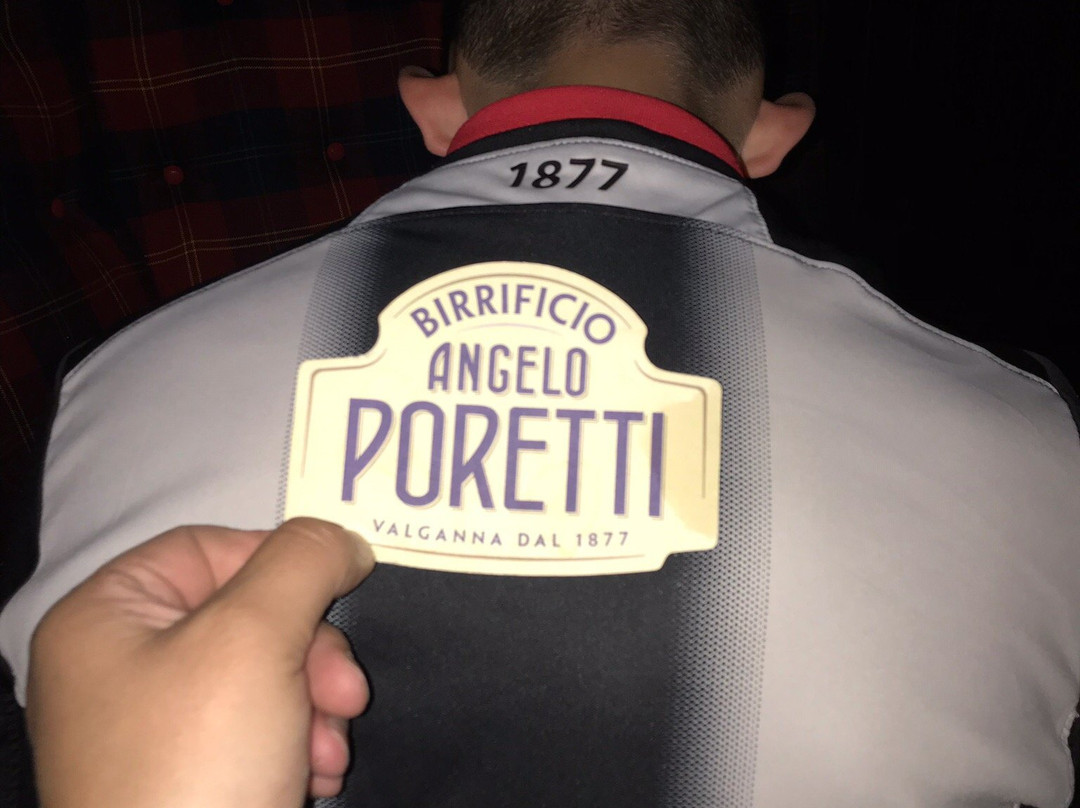 1877
BIRRIFICIO
ANGELO
PORETTI
VALGANNA DAL 1877